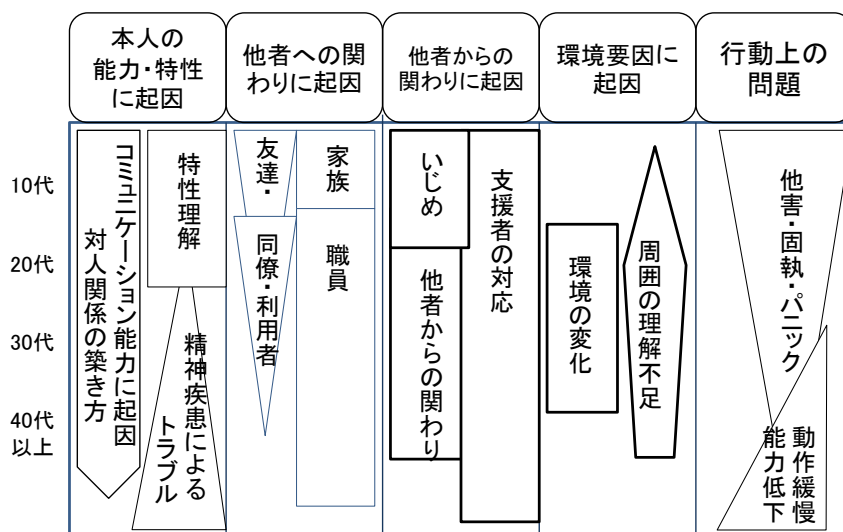 本人の
能力・特性
に起因
他者への関
わりに起因
他者からの
関わりに起因
環境要因に
起因
行動上の
問題
10代
20代
30代
40代
以上
コミュニケーション能力に起因
対人関係の築き方
特性理解
精神疾患による
トラブル
友達・
同僚・利用者
家族
職員
いじめ
他者からの関わり
支援者の対応
環境の変化
周囲の理解不足
他害・固執・パニック
動作緩慢
能力低下